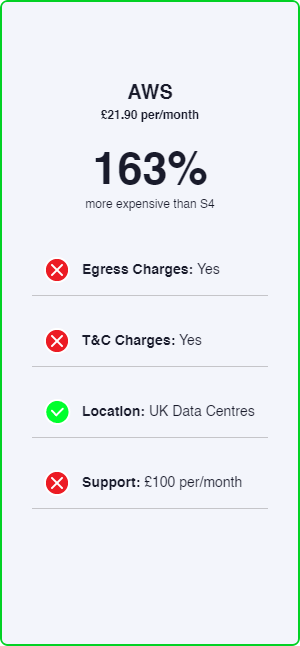 AWS
£21.90 per/month
163%
more expensive than S4
Egress Charges: Yes
T&C Charges: Yes
Location: UK Data Centres
Support: £100 per/month